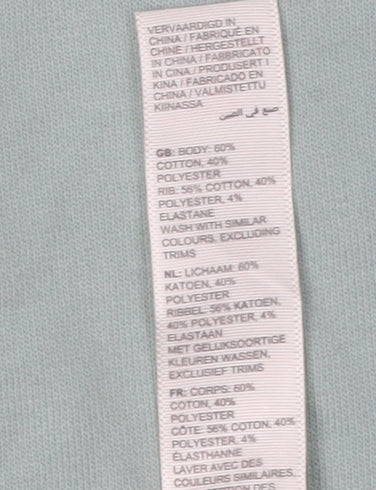 VERVAARDIGD IN
CHINA / FABRIQUÉ EN
CHINE / HERGESTELLT
IN CHINA / FABBRICATO
IN CINA / PRODUSERT I
KINA / FABRICADO EN
CHINA / VALMISTETTU
KIINASSA
صنع في الصين
GB: BODY: 60%
COTTON, 40%
POLYESTER
RIB: 56% COTTON, 40%
POLYESTER, 4%
ELASTANE
WASH WITH SIMILAR
COLOURS, EXCLUDING
TRIMS
NL: LICHAAM: 60%
KATOEN, 40%
POLYESTER
RIBBEL: 56% KATOEN,
40% POLYESTER, 4%
ELASTAAN
MET GELIJKSOORTIGE
KLEUREN WASSEN,
EXCLUSIEF TRIMS
FR: CORPS: 60%
COTON, 40%
POLYESTER
CÔTE: 56% COTON, 40%
POLYESTER, 4%
ÉLASTHANNE
LAVER AVEC DES
COULEURS SIMILAIRES,
DES